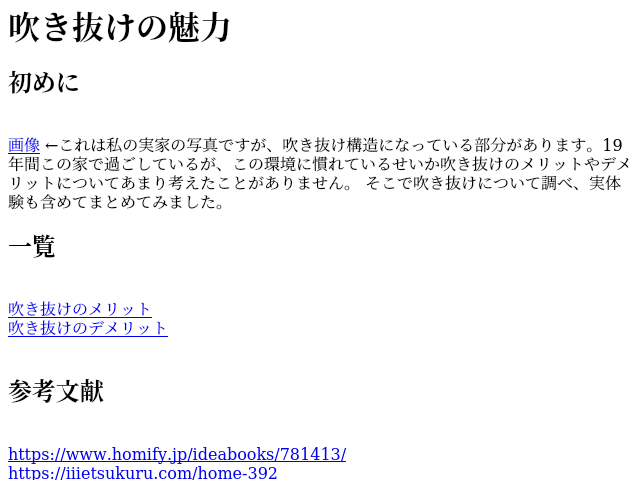 吹き抜けの魅力
初めに
画像 ←これは私の実家の写真ですが、吹き抜け構造になっている部分があります。19
年間この家で過ごしているが、この環境に慣れているせいか吹き抜けのメリットやデメ
リットについてあまり考えたことがありません。 そこで吹き抜けについて調べ、実体
験も含めてまとめてみました。
一覧
吹き抜けのメリット
吹き抜けのデメリット
参考文献
https://www.homify.jp/ideabooks/781413/
https://iiietsukuru.com/home-392